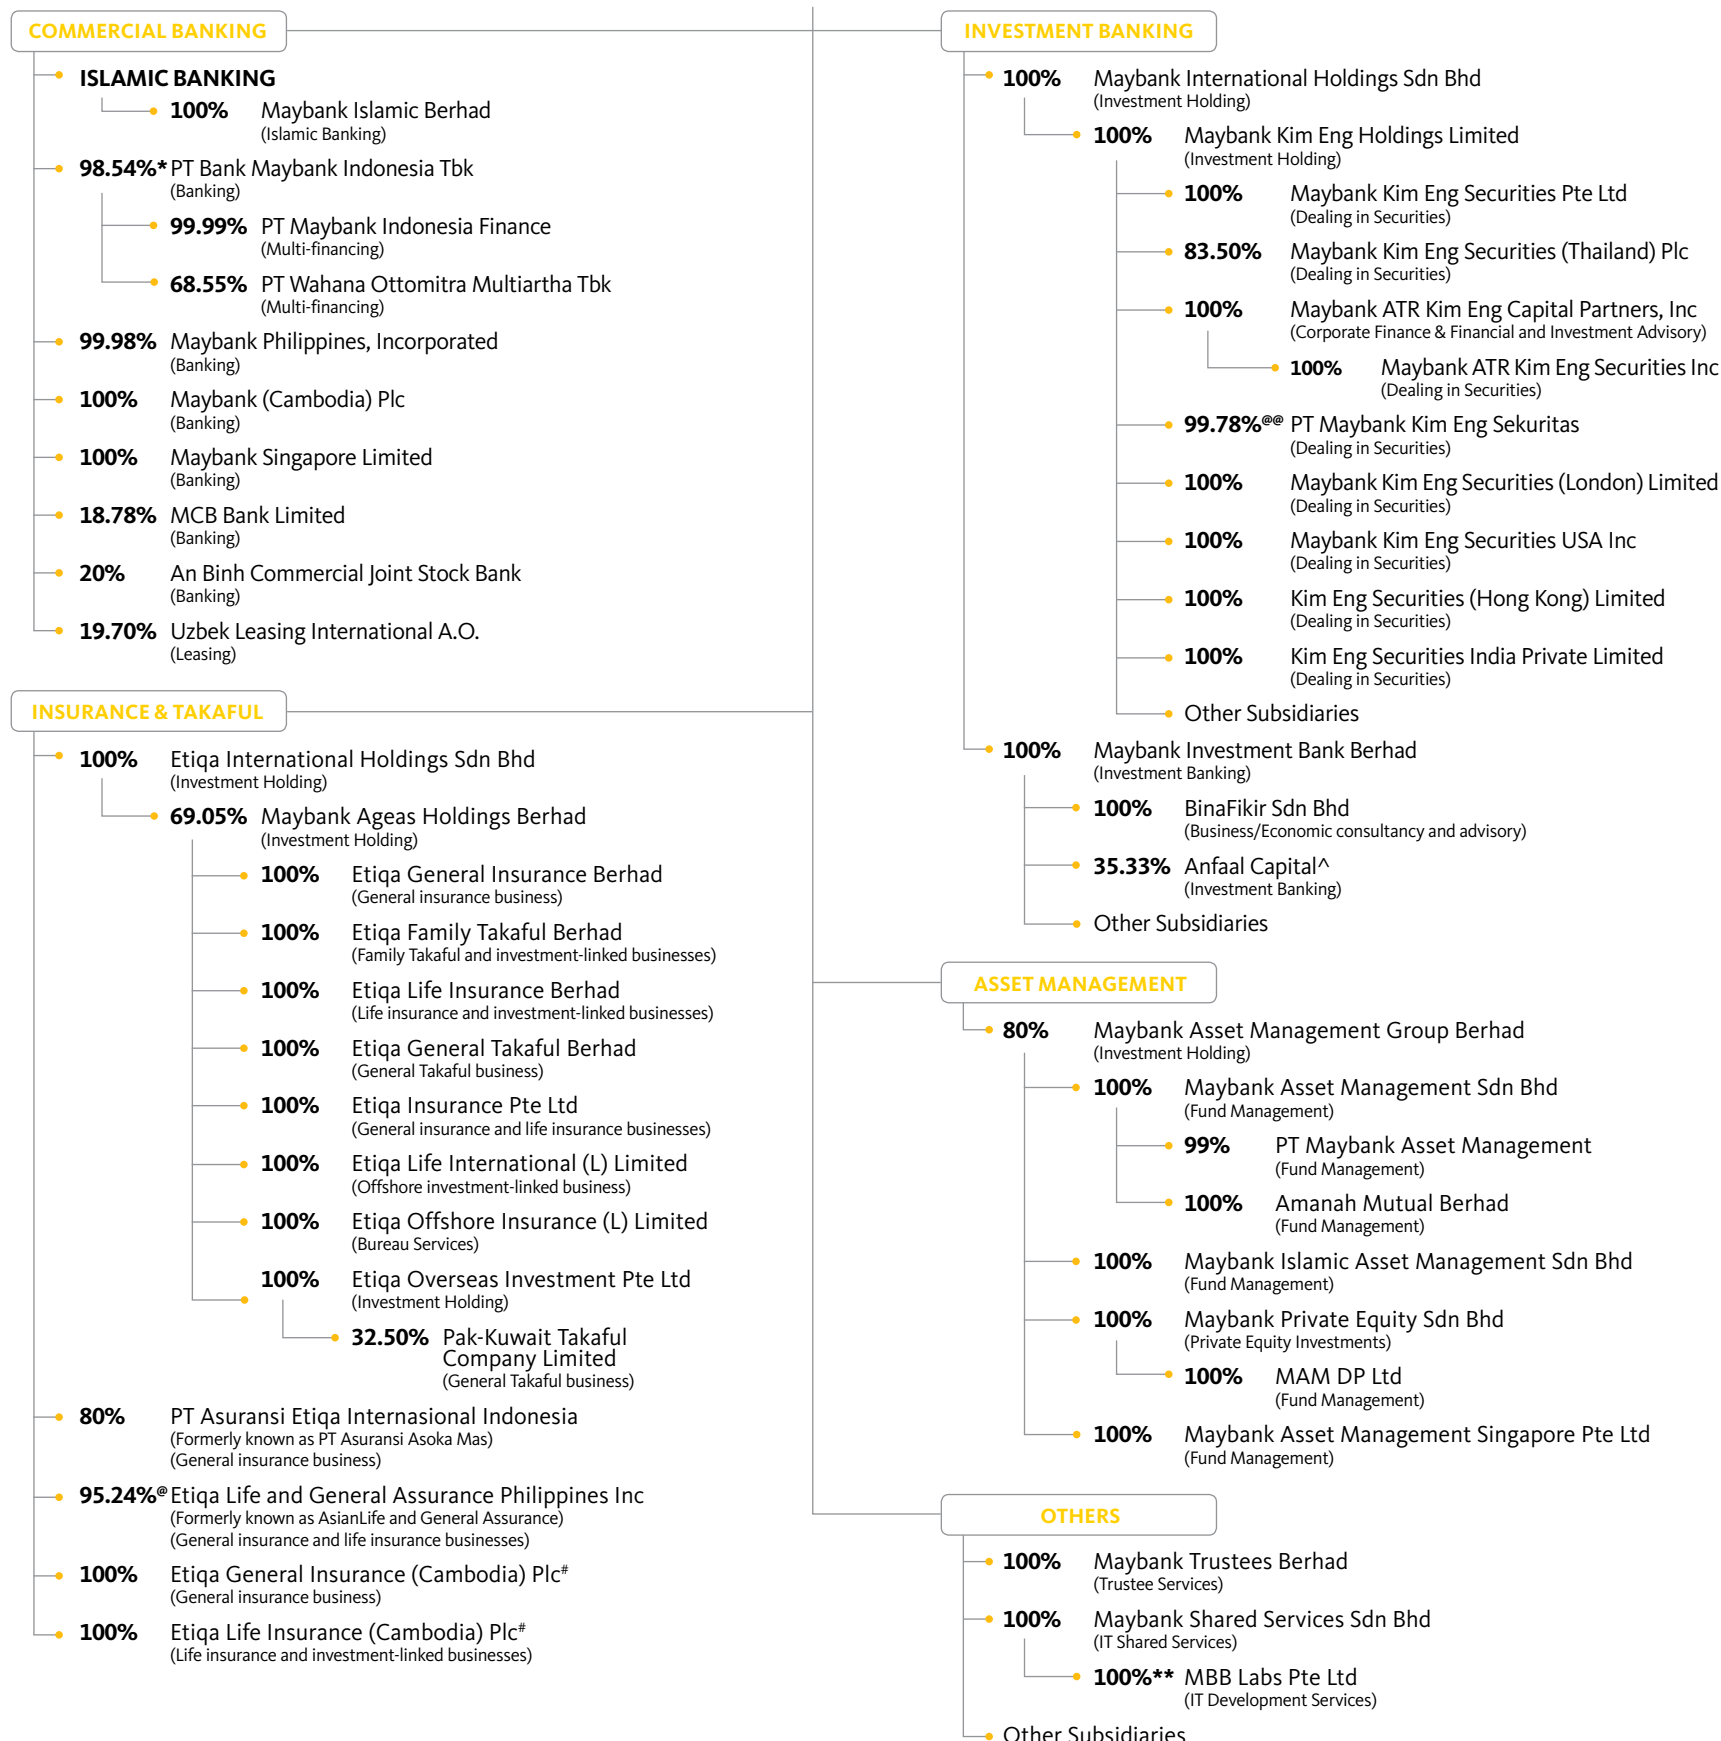 COMMERCIAL BANKING
ISLAMIC BANKING
100% Maybank Islamic Berhad
(Islamic Banking)
98.54%* PT Bank Maybank Indonesia Tbk
(Banking)
99.99% PT Maybank Indonesia Finance
(Multi-financing)
68.55% PT Wahana Ottomitra Multiartha Tbk
(Multi-financing)
99.98% Maybank Philippines, Incorporated
(Banking)
100% Maybank (Cambodia) Plc
(Banking)
100% Maybank Singapore Limited
(Banking)
18.78% MCB Bank Limited
(Banking)
20% An Binh Commercial Joint Stock Bank
(Banking)
19.70% Uzbek Leasing International A.O.
(Leasing)
INSURANCE & TAKAFUL
100% Etiqa International Holdings Sdn Bhd
(Investment Holding)
69.05% Maybank Ageas Holdings Berhad
(Investment Holding)
100% Etiqa General Insurance Berhad
(General insurance business)
100% Etiqa Family Takaful Berhad
(Family Takaful and investment-linked businesses)
100% Etiqa Life Insurance Berhad
(Life insurance and investment-linked businesses)
100% Etiqa General Takaful Berhad
(General Takaful business)
100% Etiqa Insurance Pte Ltd
(General insurance and life insurance businesses)
100% Etiqa Life International (L) Limited
(Offshore investment-linked business)
100% Etiqa Offshore Insurance (L) Limited
(Bureau Services)
100% Etiqa Overseas Investment Pte Ltd
(Investment Holding)
32.50% Pak-Kuwait Takaful
Company Limited
(General Takaful business)
80% PT Asuransi Etiqa Internasional Indonesia
(Formerly known as PT Asuransi Asoka Mas)
(General insurance business)
95.24%@ Etiqa Life and General Assurance Philippines Inc
(Formerly known as AsianLife and General Assurance)
(General insurance and life insurance businesses)
100% Etiqa General Insurance (Cambodia) Plc#
(General insurance business)
100% Etiqa Life Insurance (Cambodia) Plc#
(Life insurance and investment-linked businesses)
INVESTMENT BANKING
100% Maybank International Holdings Sdn Bhd
(Investment Holding)
100% Maybank Kim Eng Holdings Limited
(Investment Holding)
100% Maybank Kim Eng Securities Pte Ltd
(Dealing in Securities)
83.50% Maybank Kim Eng Securities (Thailand) Plc
(Dealing in Securities)
100% Maybank ATR Kim Eng Capital Partners, Inc
(Corporate Finance & Financial and Investment Advisory)
100% Maybank ATR Kim Eng Securities Inc
(Dealing in Securities)
99.78%@@ PT Maybank Kim Eng Sekuritas
(Dealing in Securities)
100% Maybank Kim Eng Securities (London) Limited
(Dealing in Securities)
100% Maybank Kim Eng Securities USA Inc
(Dealing in Securities)
100% Kim Eng Securities (Hong Kong) Limited
(Dealing in Securities)
100% Kim Eng Securities India Private Limited
(Dealing in Securities)
Other Subsidiaries
100% Maybank Investment Bank Berhad
(Investment Banking)
100% BinaFikir Sdn Bhd
(Business/Economic consultancy and advisory)
35.33% Anfaal Capital^
(Investment Banking)
Other Subsidiaries
ASSET MANAGEMENT
80% Maybank Asset Management Group Berhad
(Investment Holding)
100% Maybank Asset Management Sdn Bhd
(Fund Management)
99% PT Maybank Asset Management
(Fund Management)
100% Amanah Mutual Berhad
(Fund Management)
100% Maybank Islamic Asset Management Sdn Bhd
(Fund Management)
100% Maybank Private Equity Sdn Bhd
(Private Equity Investments)
100% MAM DP Ltd
(Fund Management)
100% Maybank Asset Management Singapore Pte Ltd
(Fund Management)
OTHERS
100% Maybank Trustees Berhad
(Trustee Services)
100% Maybank Shared Services Sdn Bhd
(IT Shared Services)
100%** MBB Labs Pte Ltd
(IT Development Services)
Other Subsidiaries